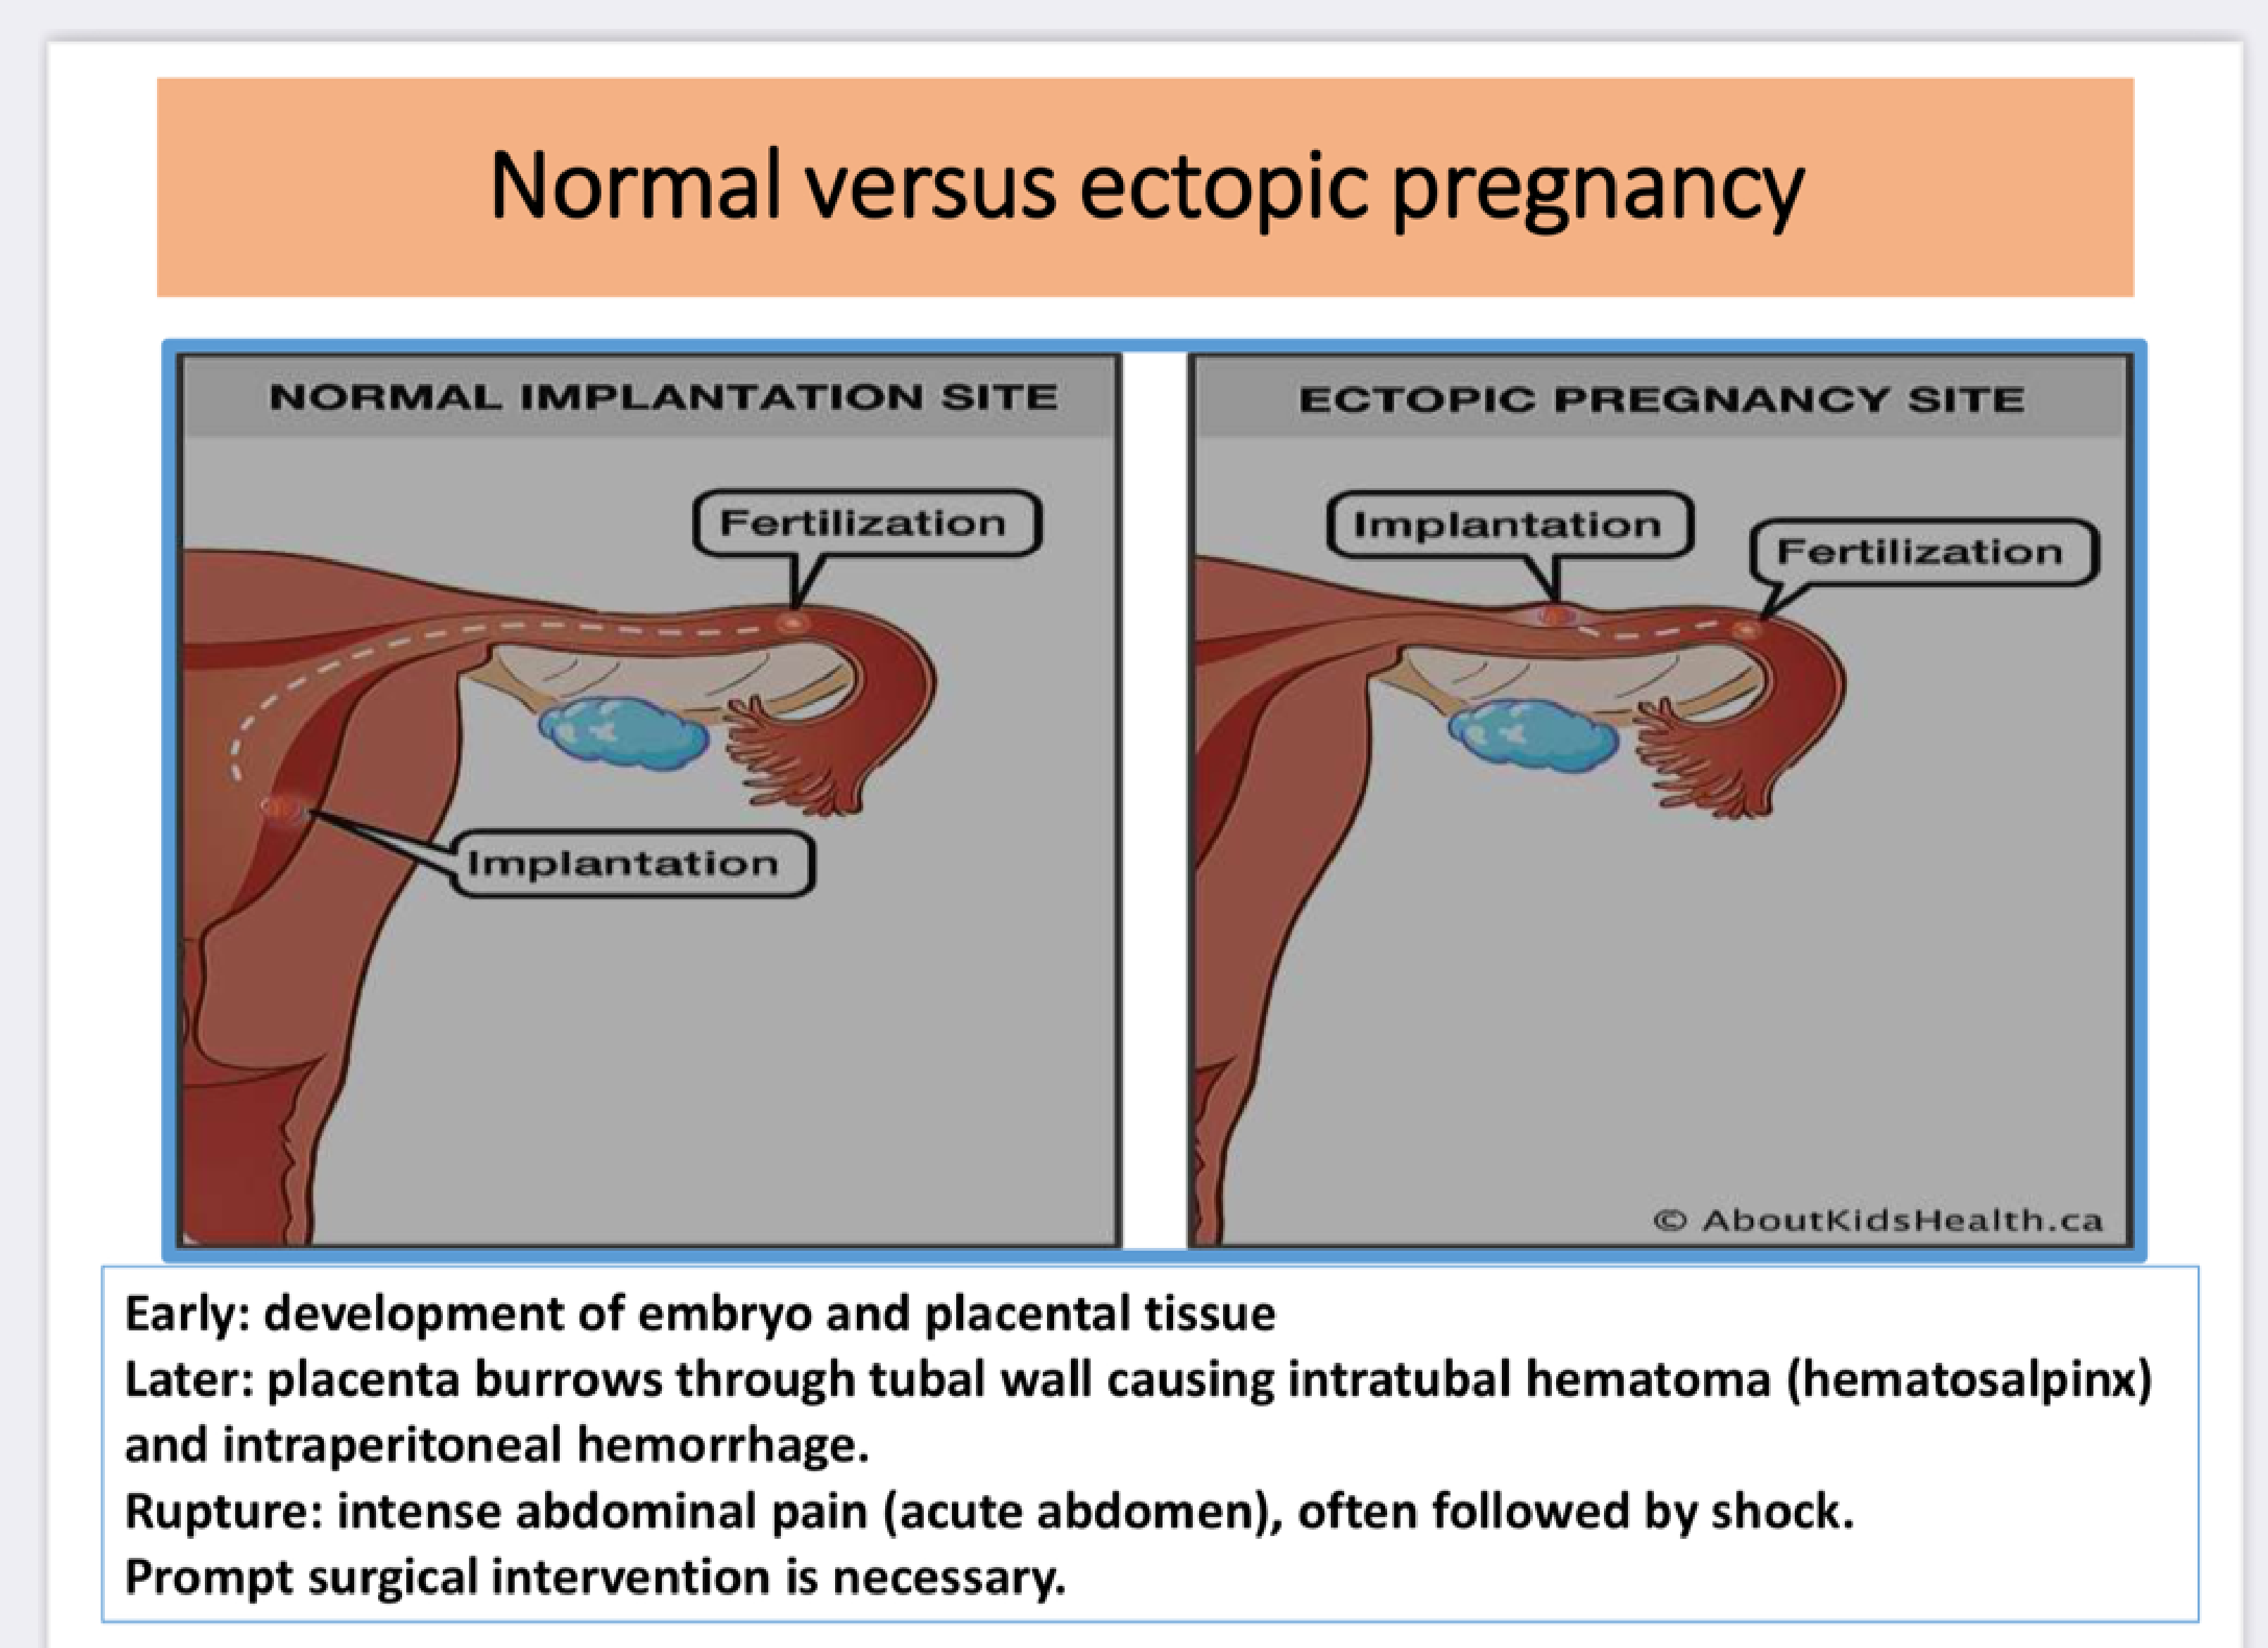 Normal versus ectopic pregnancy
NORMAL IMPLANTATION SITE
Fertilization
Implantation
ECTOPIC PREGNANCY SITE
Implantation
Fertilization
© AboutKidsHealth.ca
Early: development of embryo and placental tissue
Later: placenta burrows through tubal wall causing intratubal hematoma (hematosalpinx)
and intraperitoneal hemorrhage.
Rupture: intense abdominal pain (acute abdomen), often followed by shock.
Prompt surgical intervention is necessary.